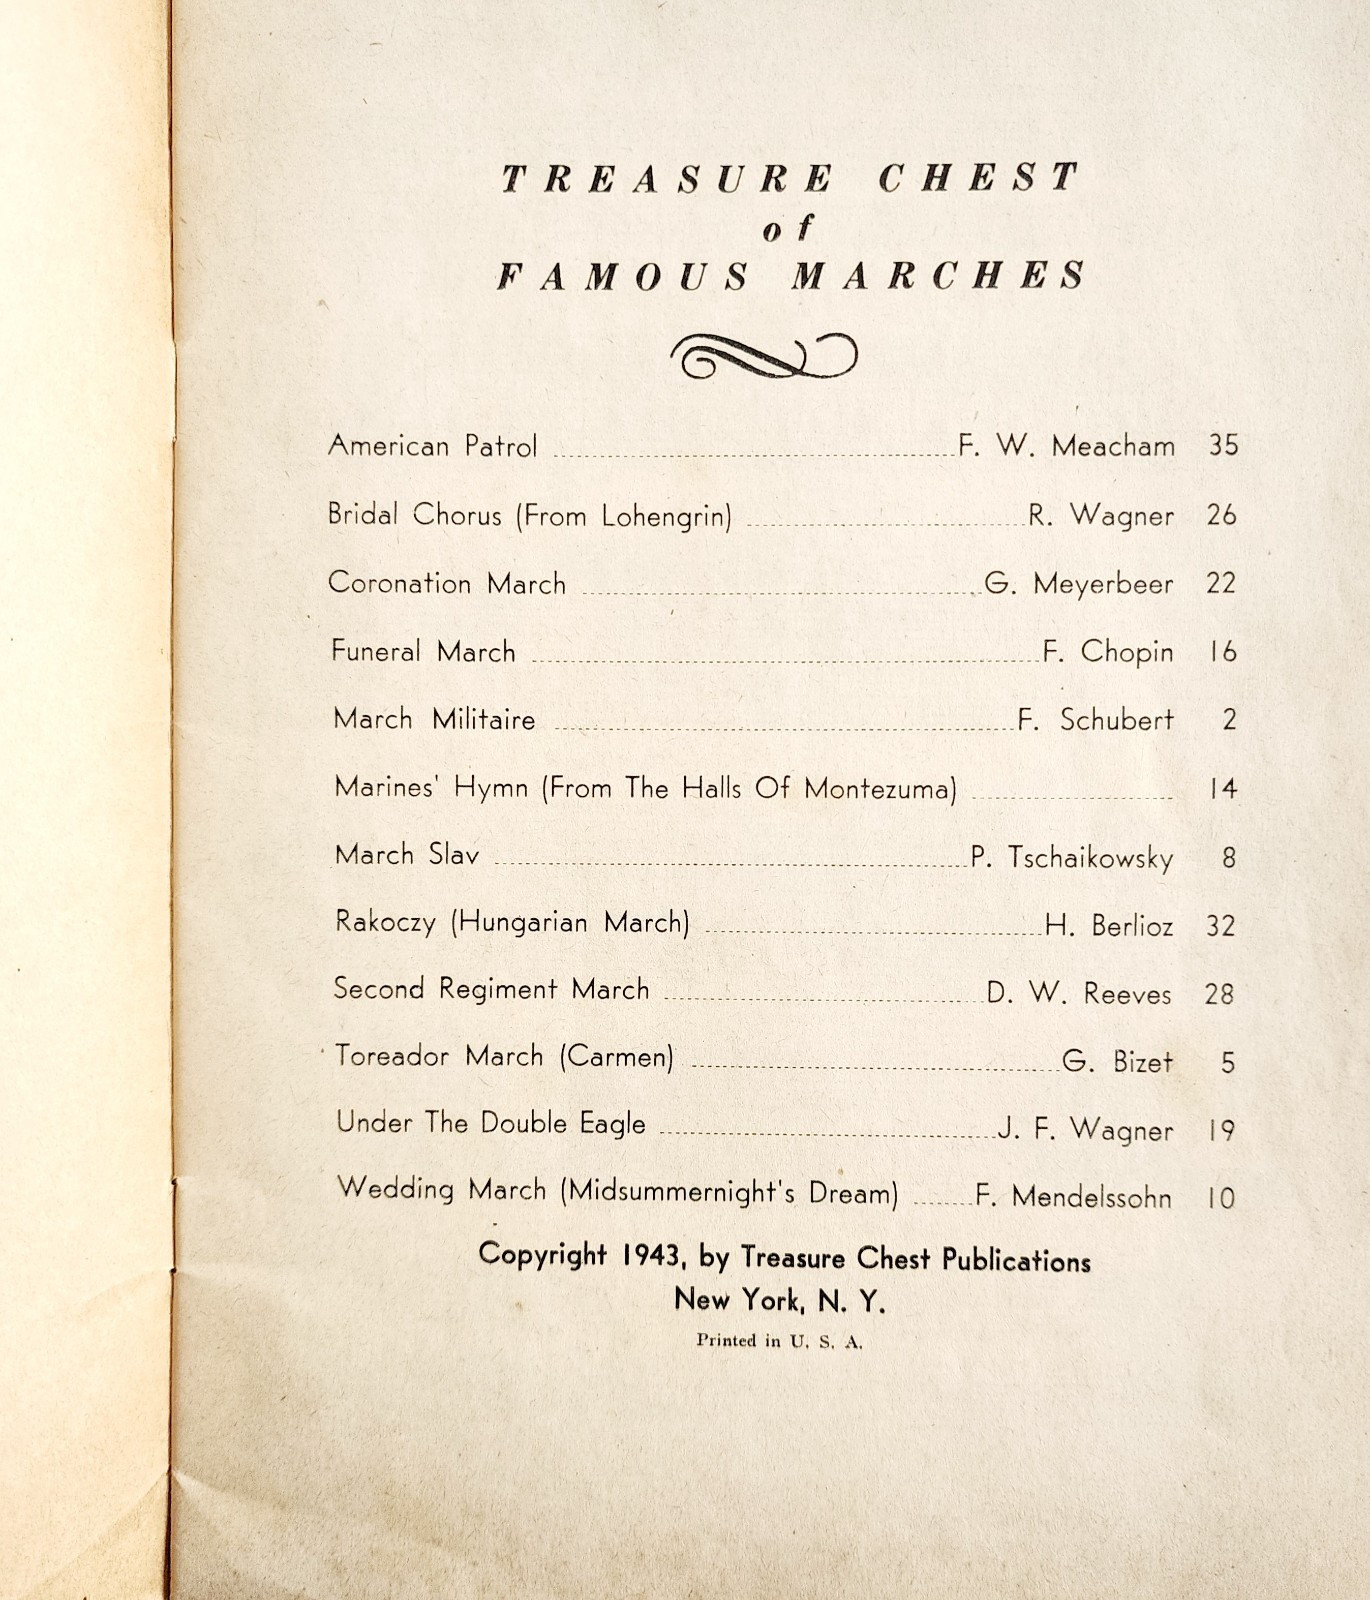 TREASURE CHEST
of
FAMOUS MARCHES
American Patrol ........ F. W. Meacham 35
Bridal Chorus (From Lohengrin) ........ R. Wagner 26
Coronation March ........ G. Meyerbeer 22
Funeral March ........ F. Chopin 16
March Militaire ........ F. Schubert 2
Marines' Hymn (From The Halls Of Montezuma) ........ 14
March Slav ........ P. Tschaikowsky 8
Rakoczy (Hungarian March) ........ H. Berlioz 32
Second Regiment March ........ D. W. Reeves 28
Toreador March (Carmen) ........ G. Bizet 5
Under The Double Eagle ........ J. F. Wagner 19
Wedding March (Midsummernight's Dream) ........ F. Mendelssohn 10
Copyright 1943, by Treasure Chest Publications
New York, N. Y.
Printed in U. S. A.